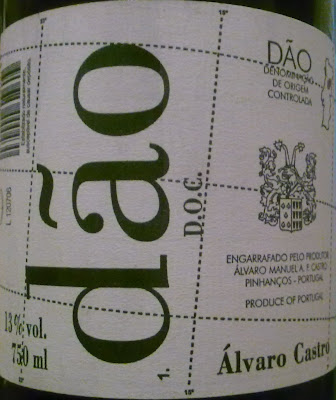 dão
D.O.C.
DÃO
DENOMINAÇÃO
DE ORIGEM
CONTROLADA
ENGARRAFADO PELO PRODUTOR
ÁLVARO MANUEL A. F. CASTRO
PINHANÇOS - PORTUGAL
PRODUCE OF PORTUGAL
13% vol.
750 ml
1.
Álvaro Castro